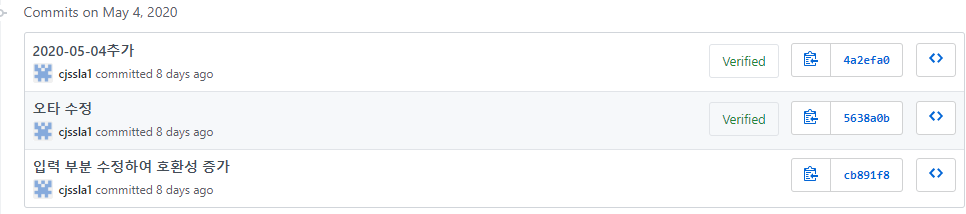 Commits on May 4, 2020
2020-05-04추가
cjssla1 committed 8 days ago
Verified
4a2efa0
오타 수정
cjssla1 committed 8 days ago
Verified
5638a0b
입력 부분 수정하여 호환성 증가
cjssla1 committed 8 days ago
cb891f8